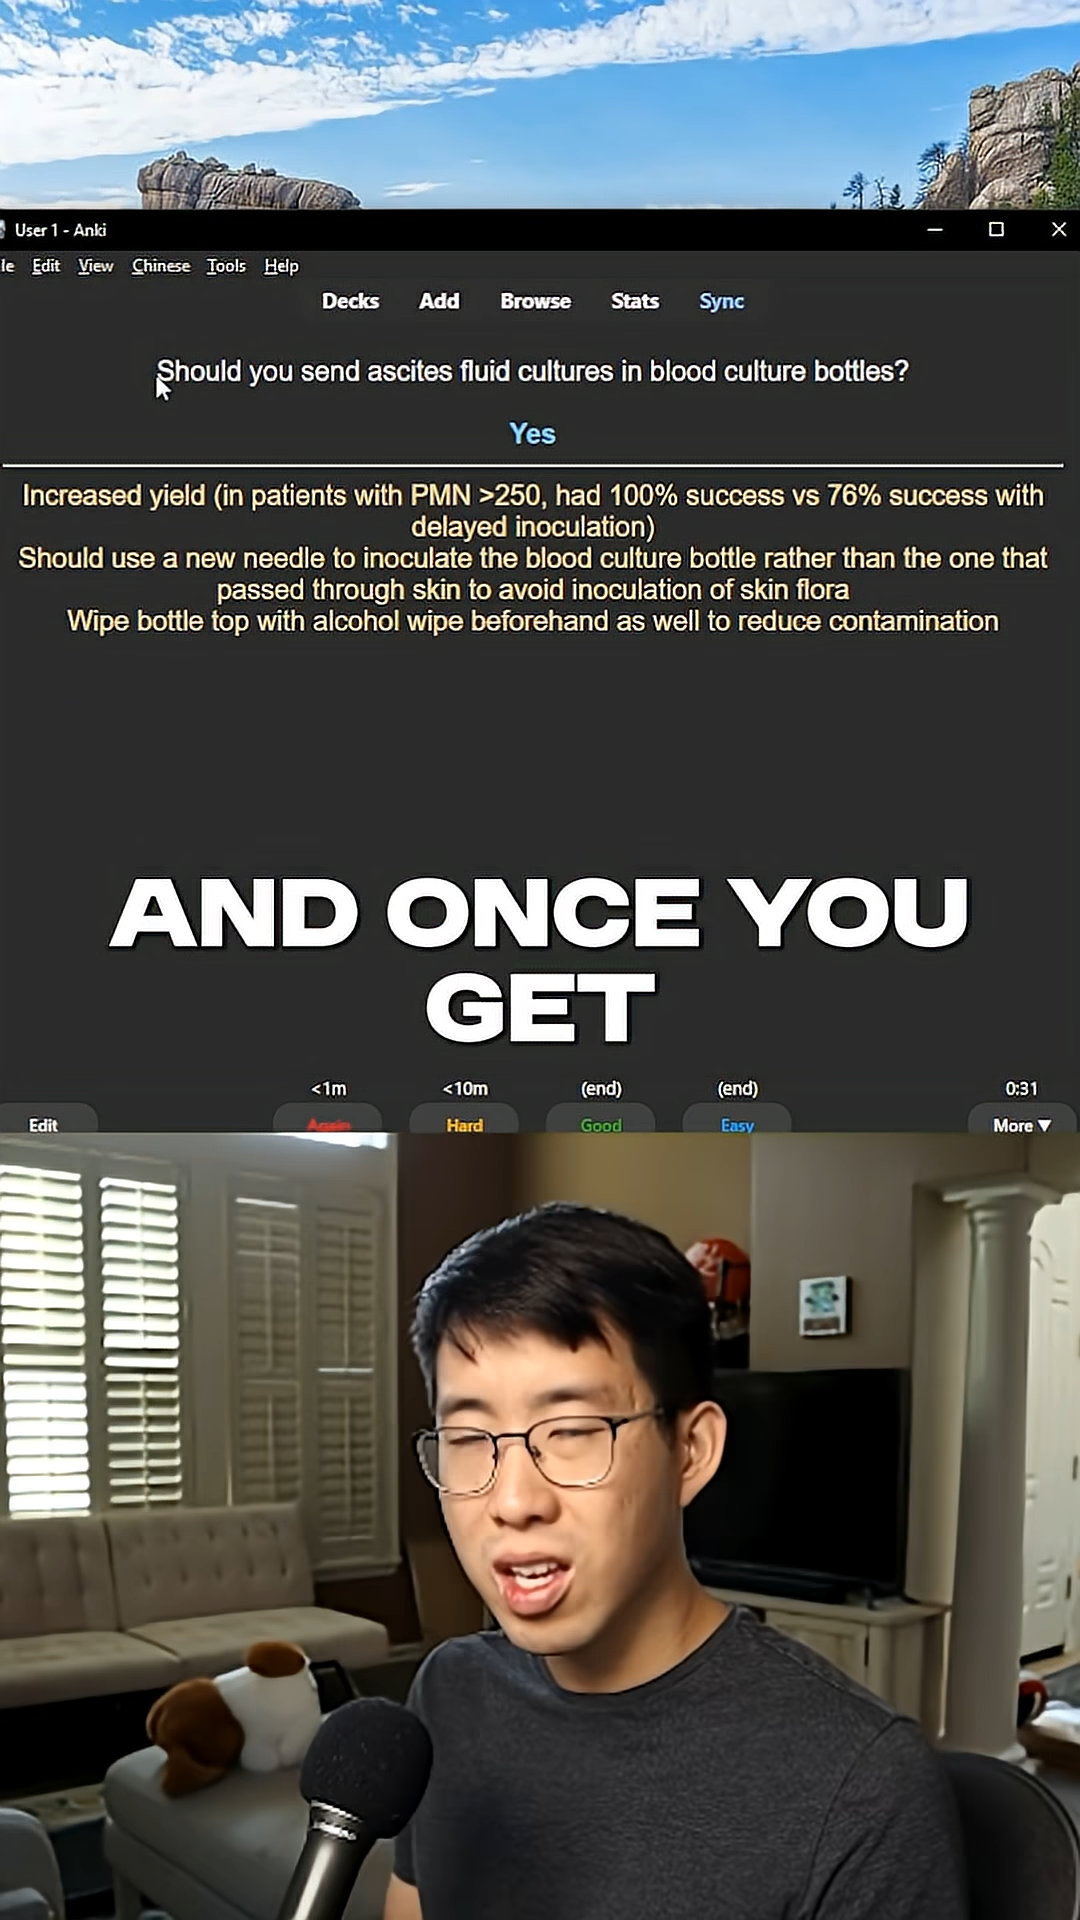 User 1 - Anki
le Edit View Chinese Tools Help
Decks Add Browse Stats Sync
Should you send ascites fluid cultures in blood culture bottles?
Yes
Increased yield (in patients with PMN >250, had 100% success vs 76% success with
delayed inoculation)
Should use a new needle to inoculate the blood culture bottle rather than the one that
passed through skin to avoid inoculation of skin flora
Wipe bottle top with alcohol wipe beforehand as well to reduce contamination
AND ONCE YOU
GET
<1m <10m (end) (end) 0:31
Edit Again Hard Good Easy More ▼